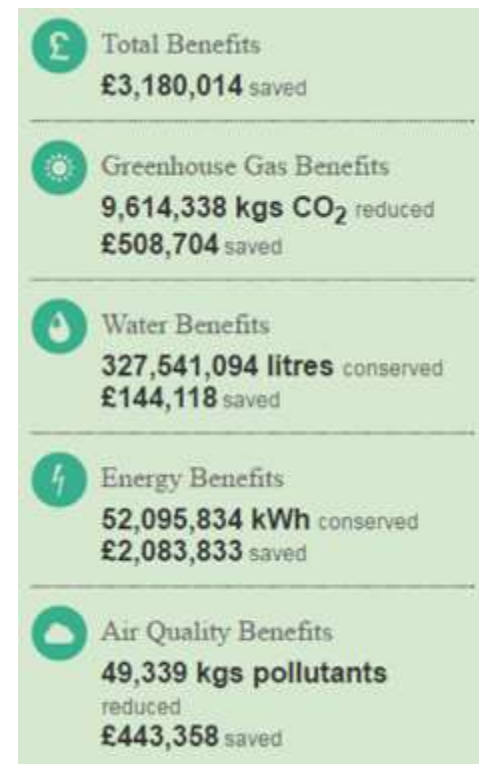 £
Total Benefits
£3,180,014 saved
Greenhouse Gas Benefits
9,614,338 kgs CO₂ reduced
£508,704 saved
Water Benefits
327,541,094 litres conserved
£144,118 saved
Energy Benefits
52,095,834 kWh conserved
£2,083,833 saved
Air Quality Benefits
49,339 kgs pollutants
reduced
£443,358 saved